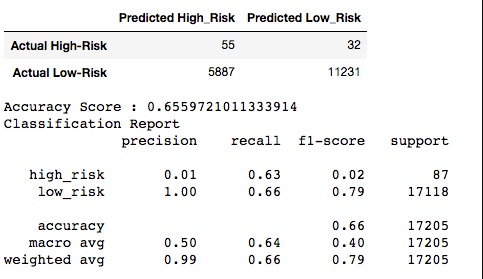 Predicted High_Risk Predicted Low_Risk
Actual High-Risk 55 32
Actual Low-Risk 5887 11231
Accuracy Score : 0.6559721011333914
Classification Report
precision recall f1-score support
high_risk 0.01 0.63 0.02 87
low_risk 1.00 0.66 0.79 17118
accuracy 0.66 17205
macro avg 0.50 0.64 0.40 17205
weighted avg 0.99 0.66 0.79 17205